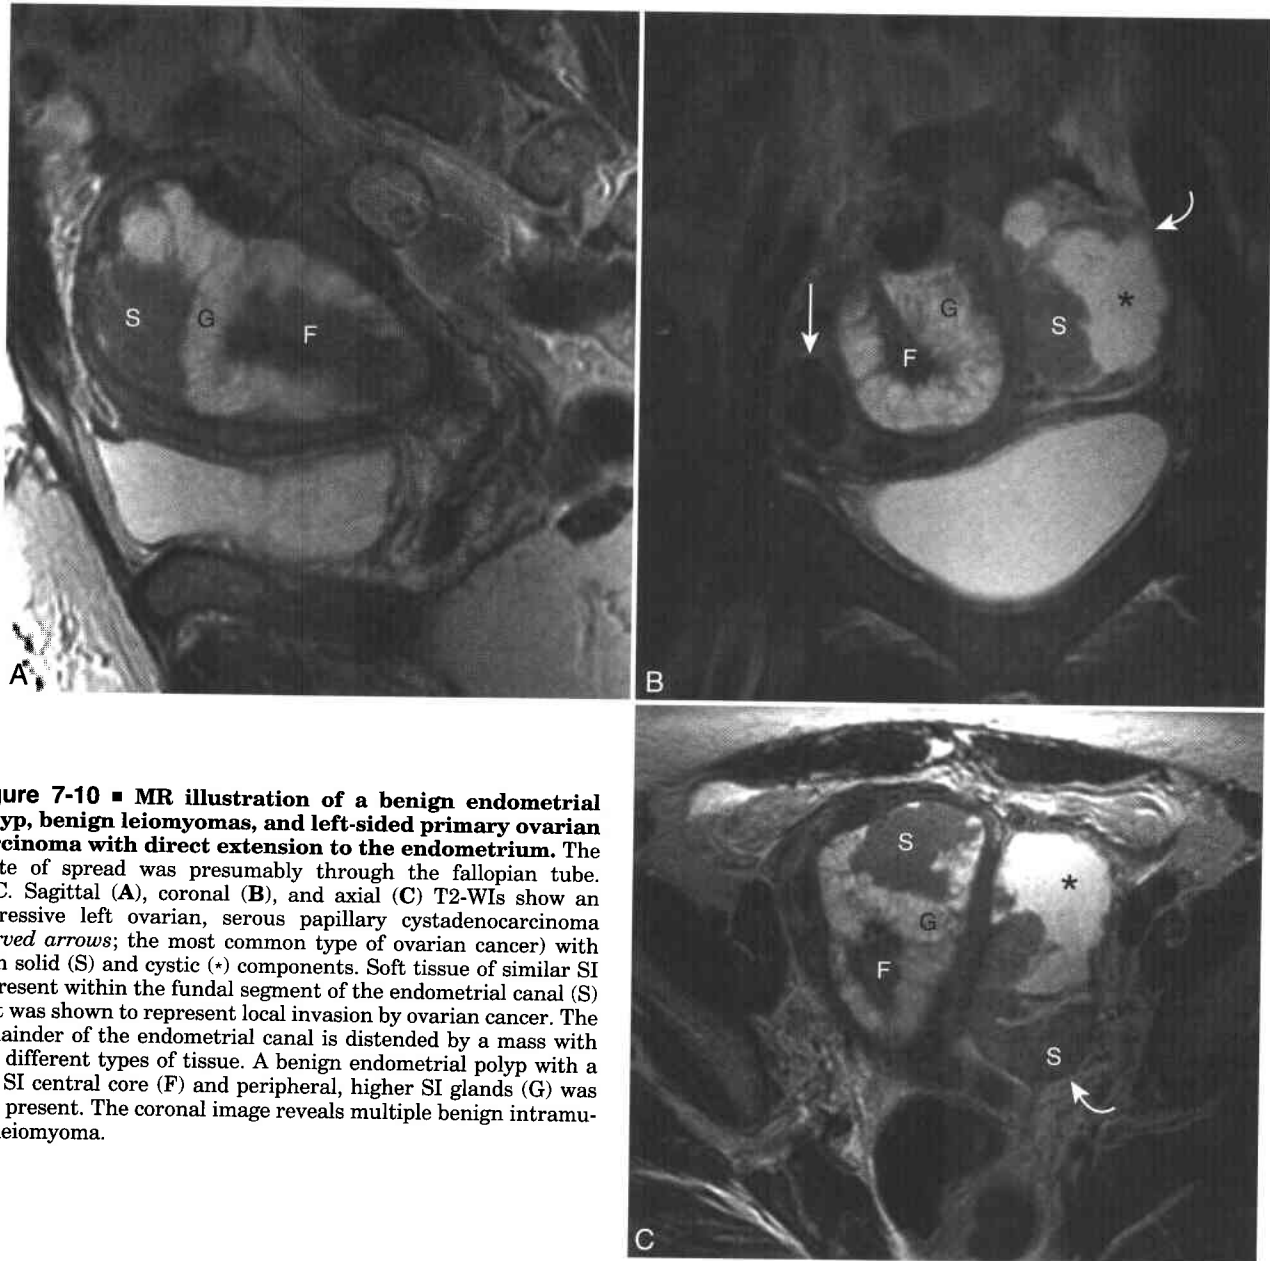 S G F
A
G
*
S
F
B
gure 7-10 ■ MR illustration of a benign endometrial
yp, benign leiomyomas, and left-sided primary ovarian
rcinoma with direct extension to the endometrium. The
te of spread was presumably through the fallopian tube.
C. Sagittal (A), coronal (B), and axial (C) T2-WIs show an
ressive left ovarian, serous papillary cystadenocarcinoma
ved arrows; the most common type of ovarian cancer) with
h solid (S) and cystic (*) components. Soft tissue of similar SI
resent within the fundal segment of the endometrial canal (S)
t was shown to represent local invasion by ovarian cancer. The
ainder of the endometrial canal is distended by a mass with
different types of tissue. A benign endometrial polyp with a
SI central core (F) and peripheral, higher SI glands (G) was
present. The coronal image reveals multiple benign intramu-
leiomyoma.
S
*
G
F
S
C